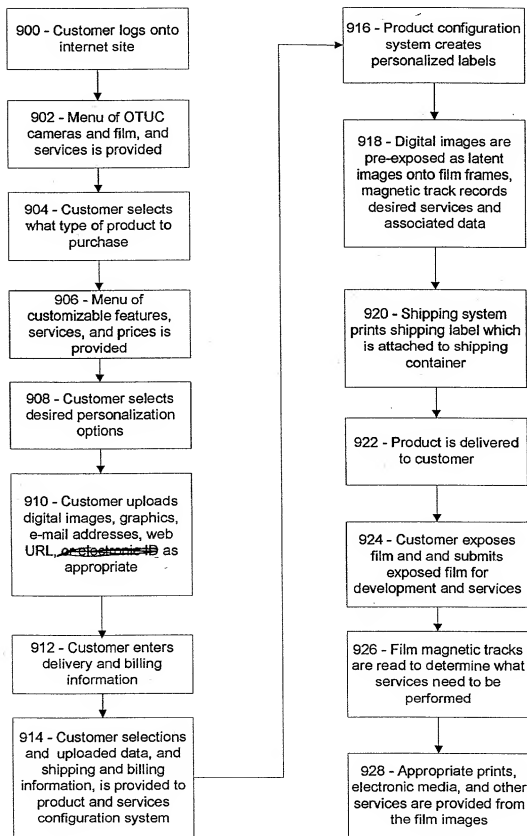 900 - Customer logs onto
internet site
902 - Menu of OTUC
cameras and film, and
services is provided
904 - Customer selects
what type of product to
purchase
906 - Menu of
customizable features,
services, and prices is
provided
908 - Customer selects
desired personalization
options
910 - Customer uploads
digital images, graphics,
e-mail addresses, web
URL, or electronic ID as
appropriate
912 - Customer enters
delivery and billing
information
914 - Customer selections
and uploaded data, and
shipping and billing
information, is provided to
product and services
configuration system
916 - Product configuration
system creates
personalized labels
918 - Digital images are
pre-exposed as latent
images onto film frames,
magnetic track records
desired services and
associated data
920 - Shipping system
prints shipping label which
is attached to shipping
container
922 - Product is delivered
to customer
924 - Customer exposes
film and and submits
exposed film for
development and services
926 - Film magnetic tracks
are read to determine what
services need to be
performed
928 - Appropriate prints,
electronic media, and other
services are provided from
the film images